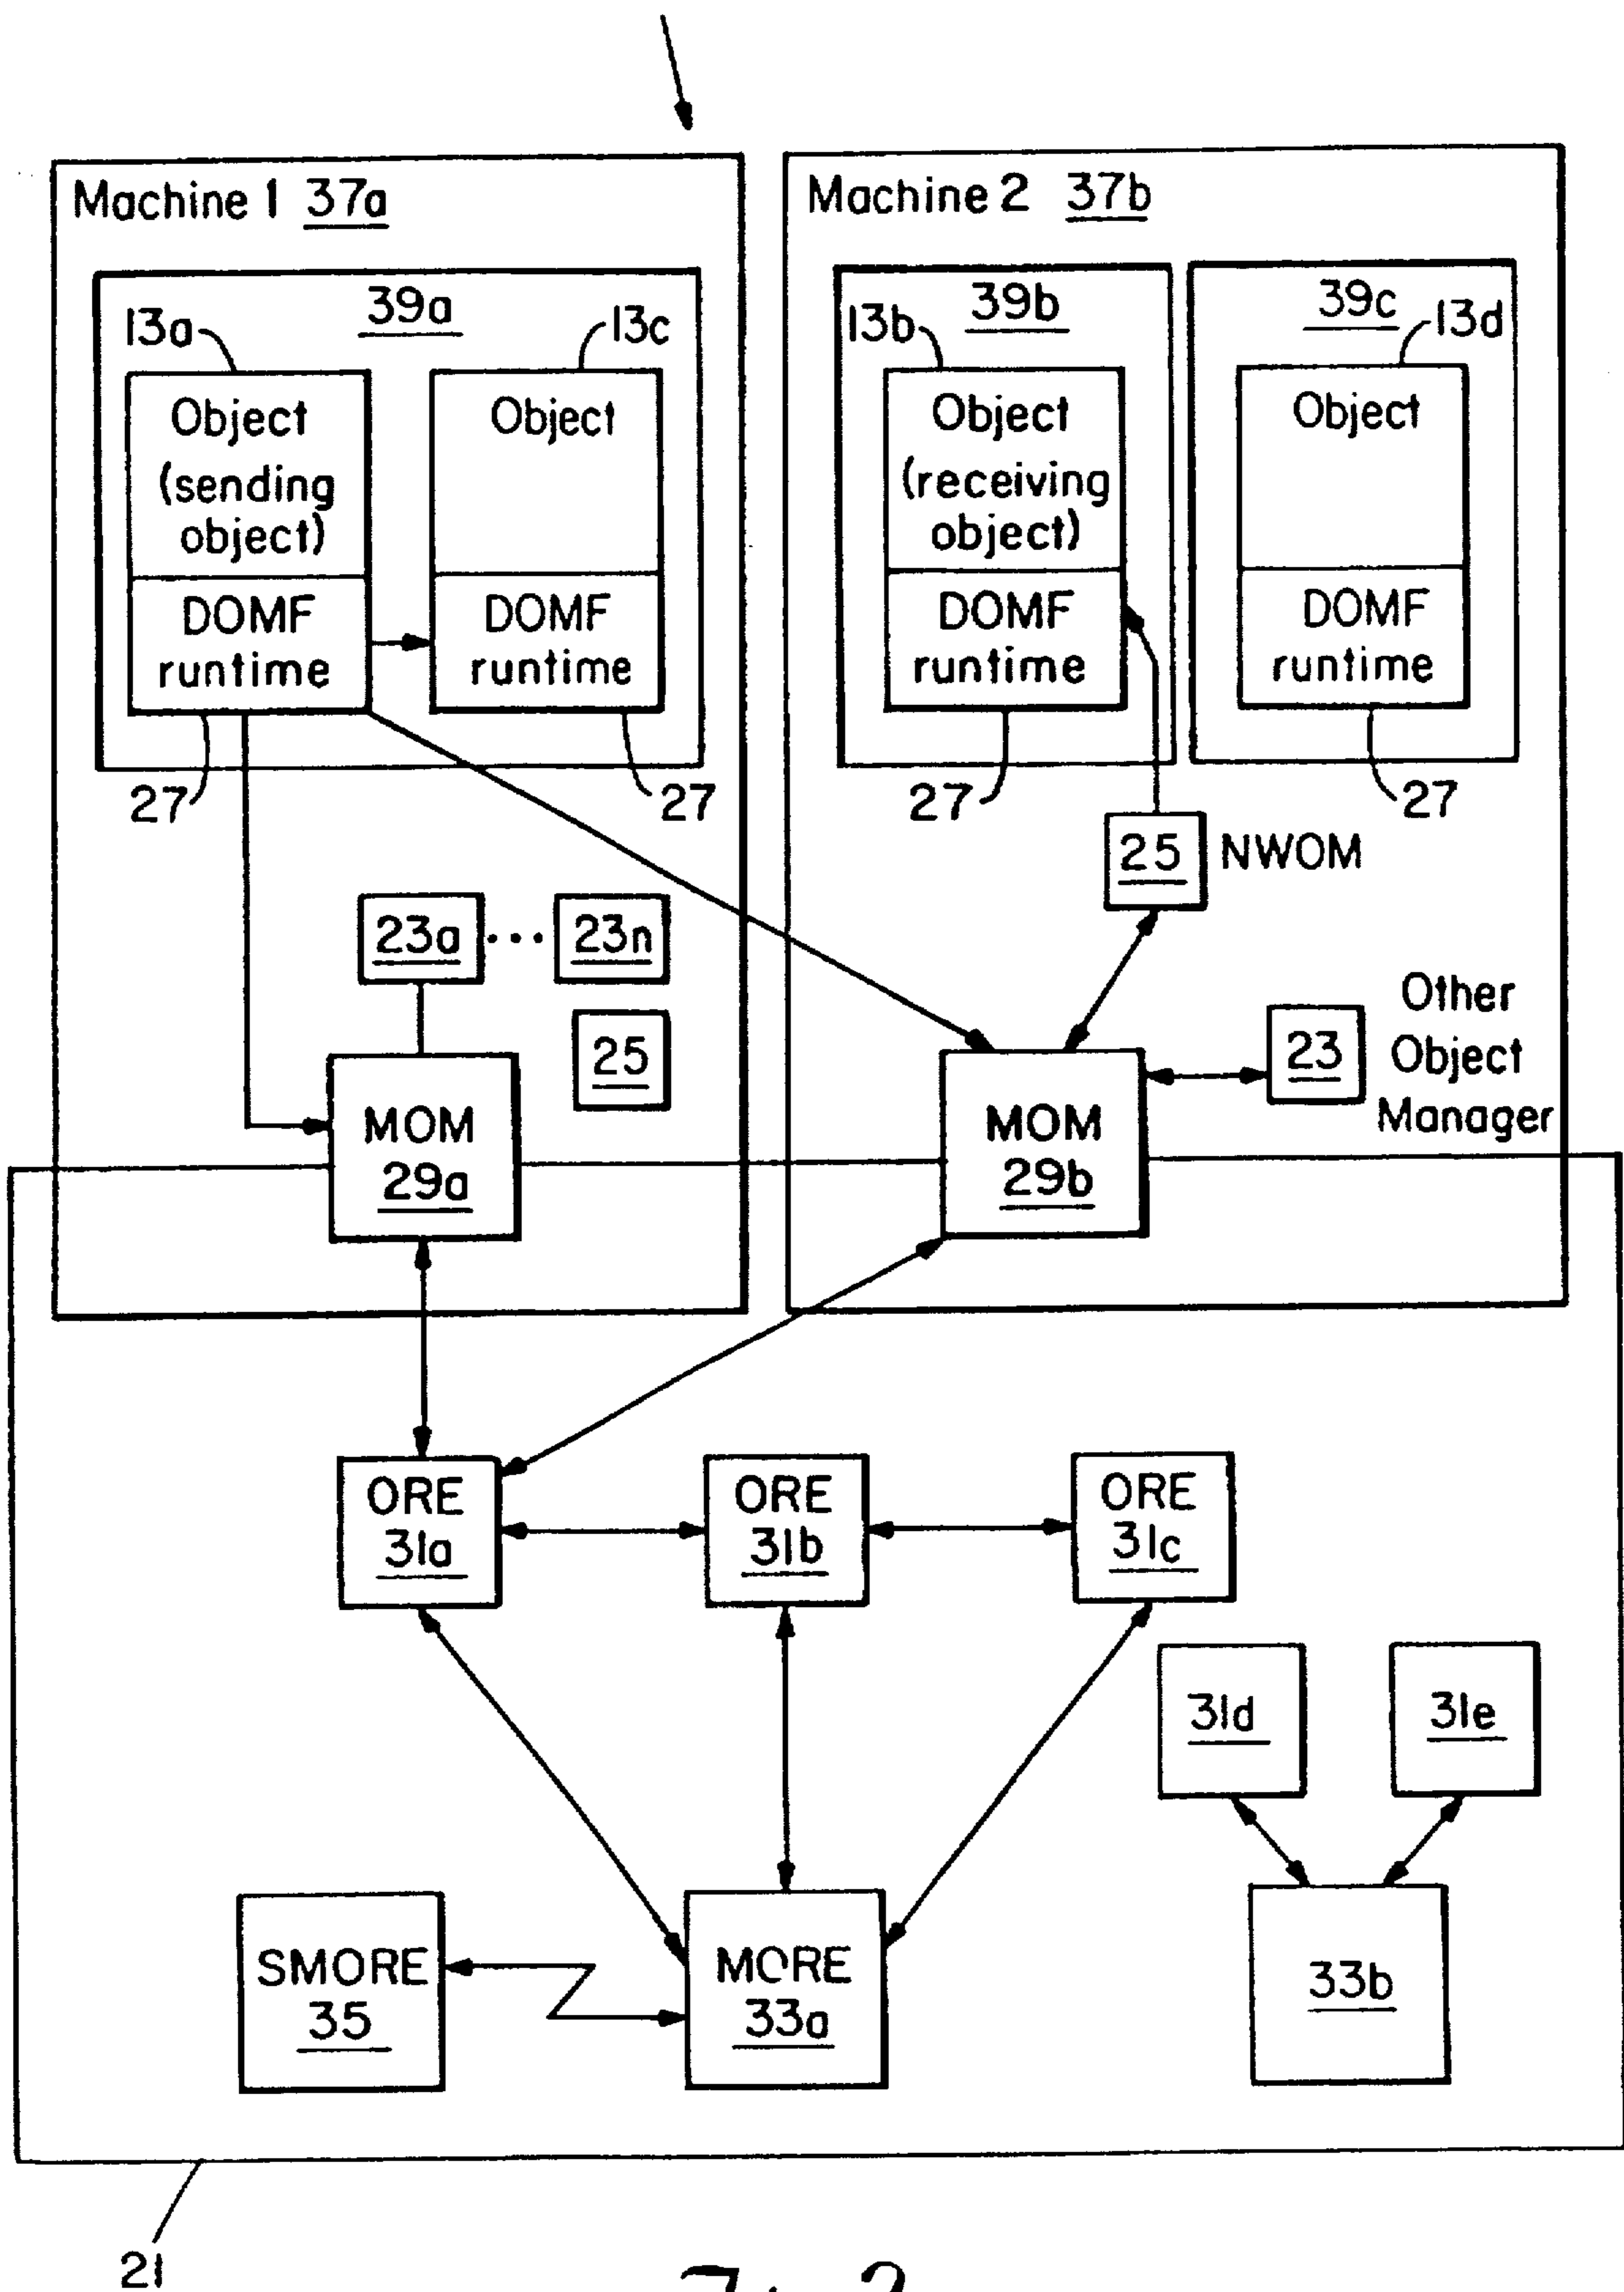 Machine 1 37a
Machine 2 37b
39a
13a
13c
Object
(sending
object)
DOMF
runtime
Object
DOMF
runtime
27
27
39b
13b
Object
(receiving
object)
DOMF
runtime
27
39c
13d
Object
DOMF
runtime
27
25 NWOM
23a ... 23n
25
MOM
29a
MOM
29b
23
Other
Object
Manager
ORE
31a
ORE
31b
ORE
31c
31d
31e
SMORE
35
MORE
33a
33b
21